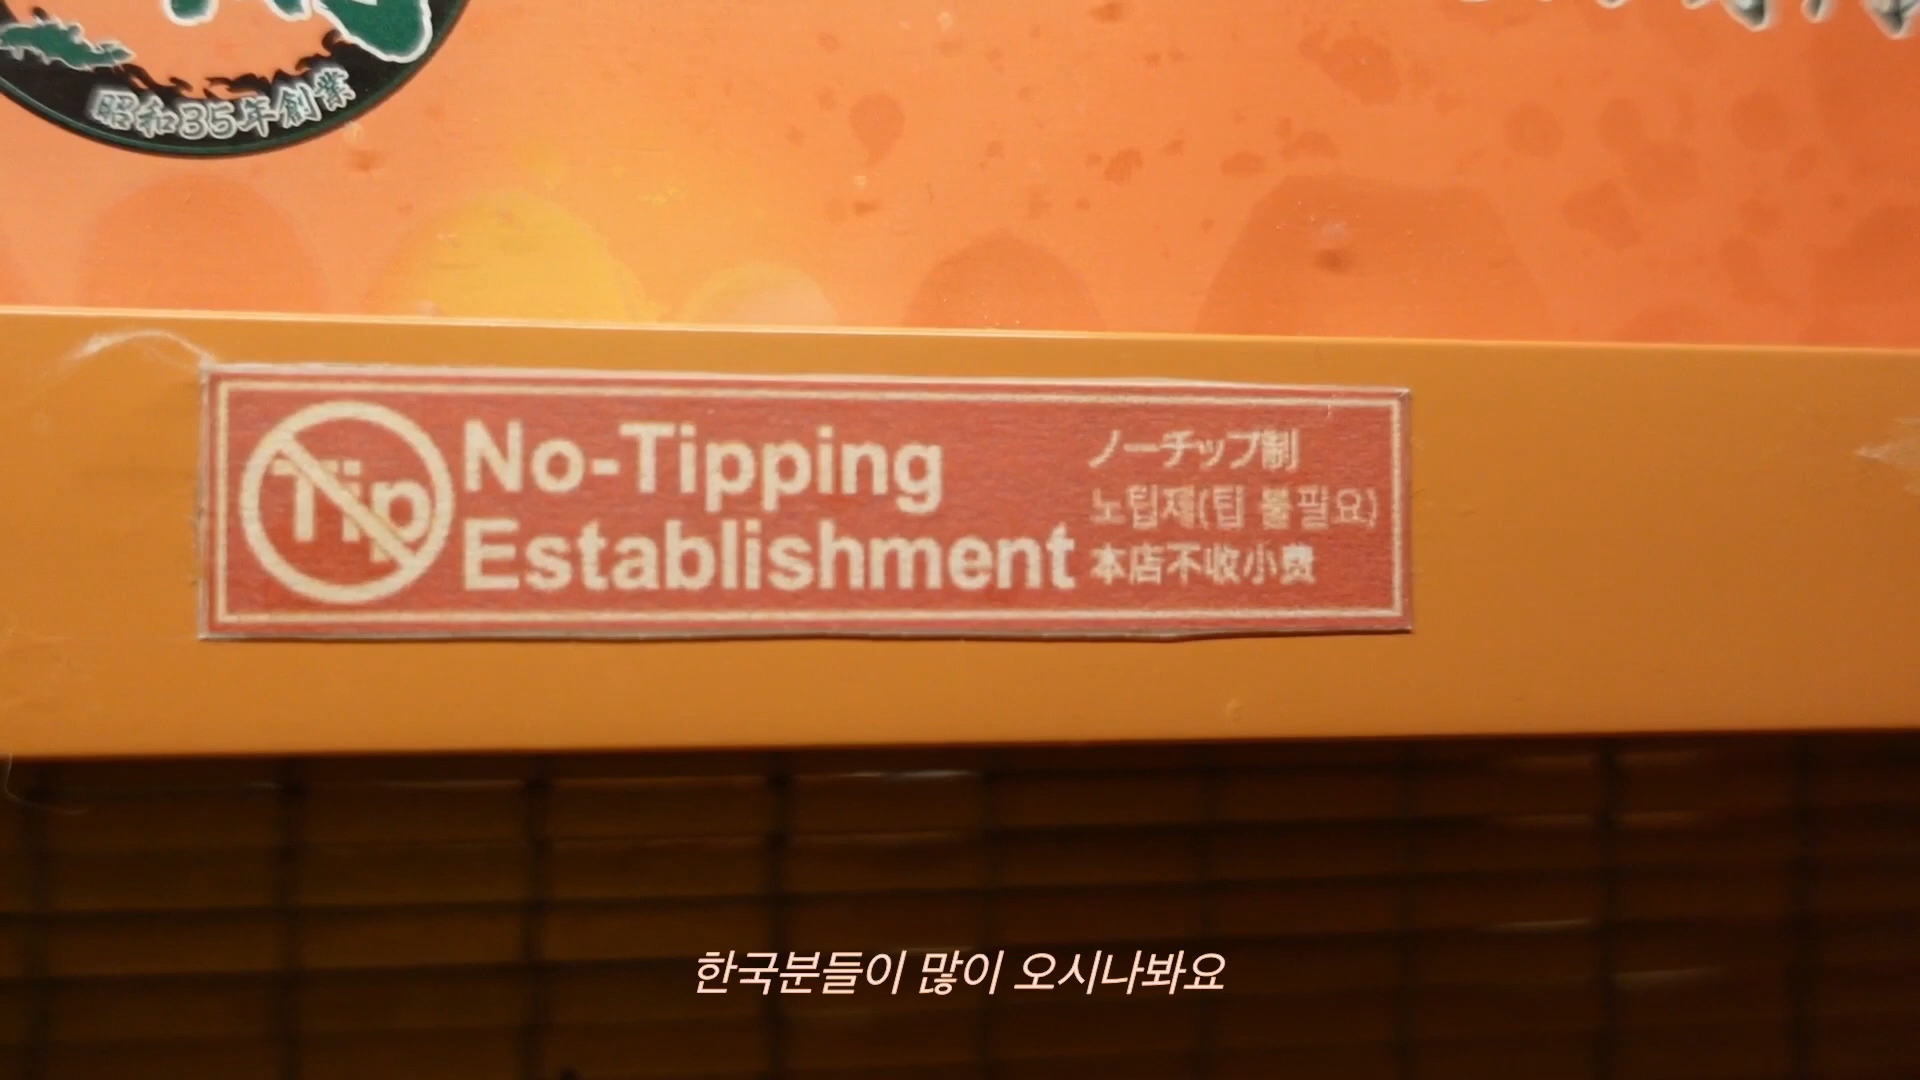 昭和35年創業
Tip
No-Tipping
Establishment
ノーチップ制
노팁제(팁 불필요)
本店不收小费
한국분들이 많이 오시나봐요